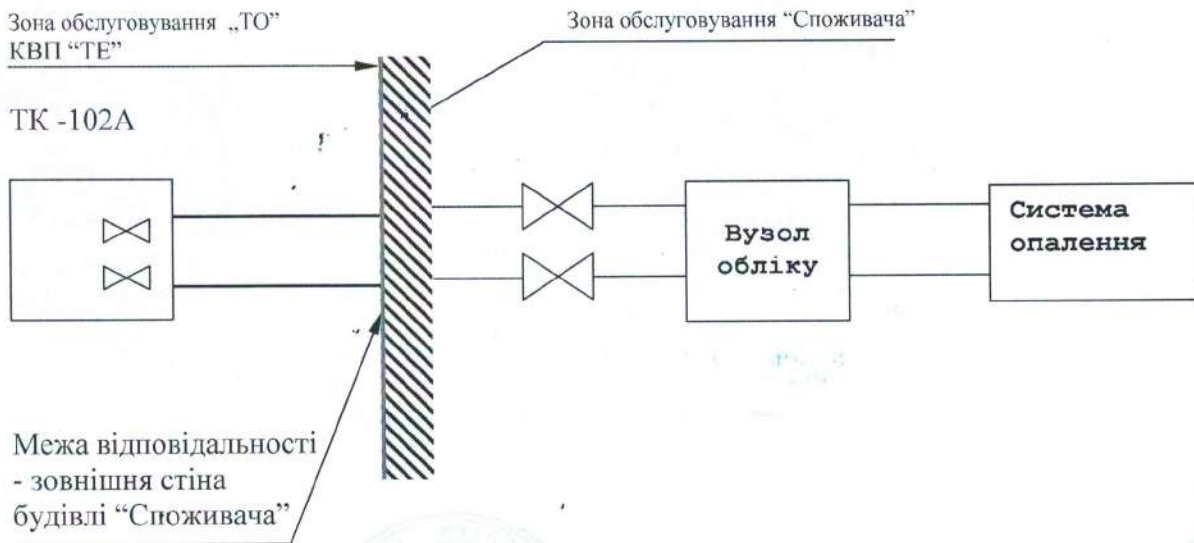 Зона обслуговування „ТО”
КВП “ТЕ”
Зона обслуговування “Споживача”
ТК -102А
Вузол
обліку
Система
опалення
Межа відповідальності
- зовнішня стіна
будівлі “Споживача”